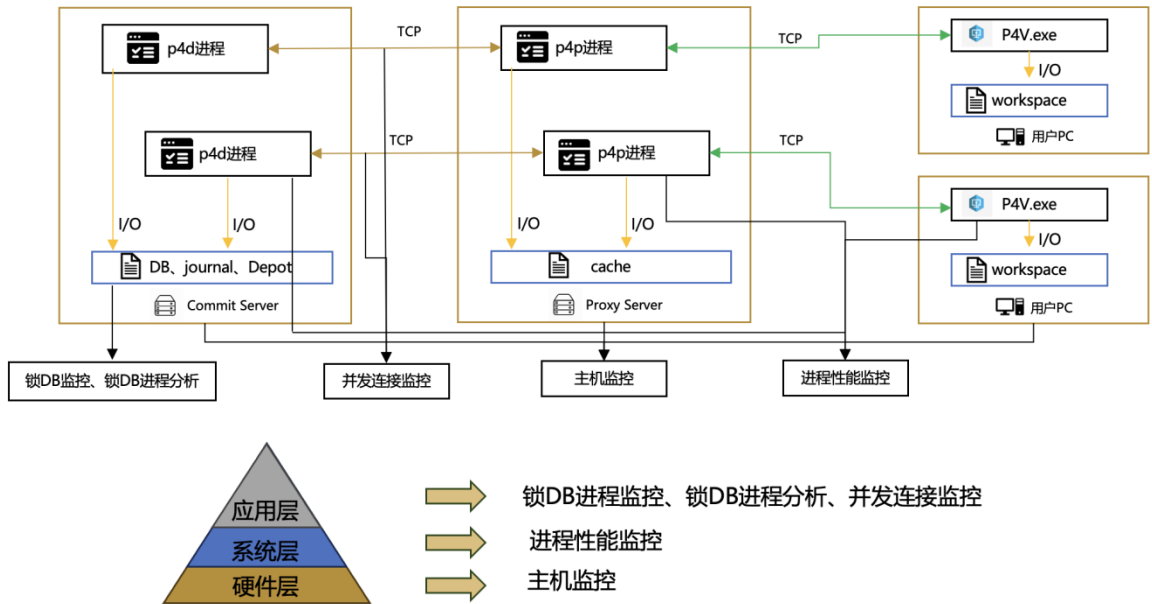 p4d进程
TCP
p4p进程
TCP
P4V.exe
I/O
workspace
用户PC
p4d进程
TCP
p4p进程
TCP
P4V.exe
I/O
workspace
用户PC
I/O
I/O
I/O
I/O
DB、journal、Depot
cache
Commit Server
Proxy Server
锁DB监控、锁DB进程分析
并发连接监控
主机监控
进程性能监控
应用层
锁DB进程监控、锁DB进程分析、并发连接监控
系统层
进程性能监控
硬件层
主机监控